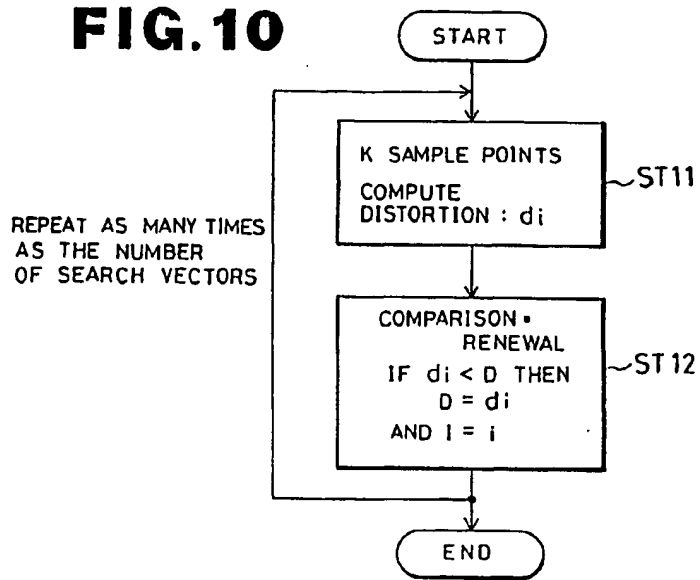 FIG.10
START
K SAMPLE POINTS
COMPUTE
DISTORTION : di
ST11
REPEAT AS MANY TIMES
AS THE NUMBER
OF SEARCH VECTORS
COMPARISON •
RENEWAL
IF di < D THEN
D = di
AND I = i
ST12
END